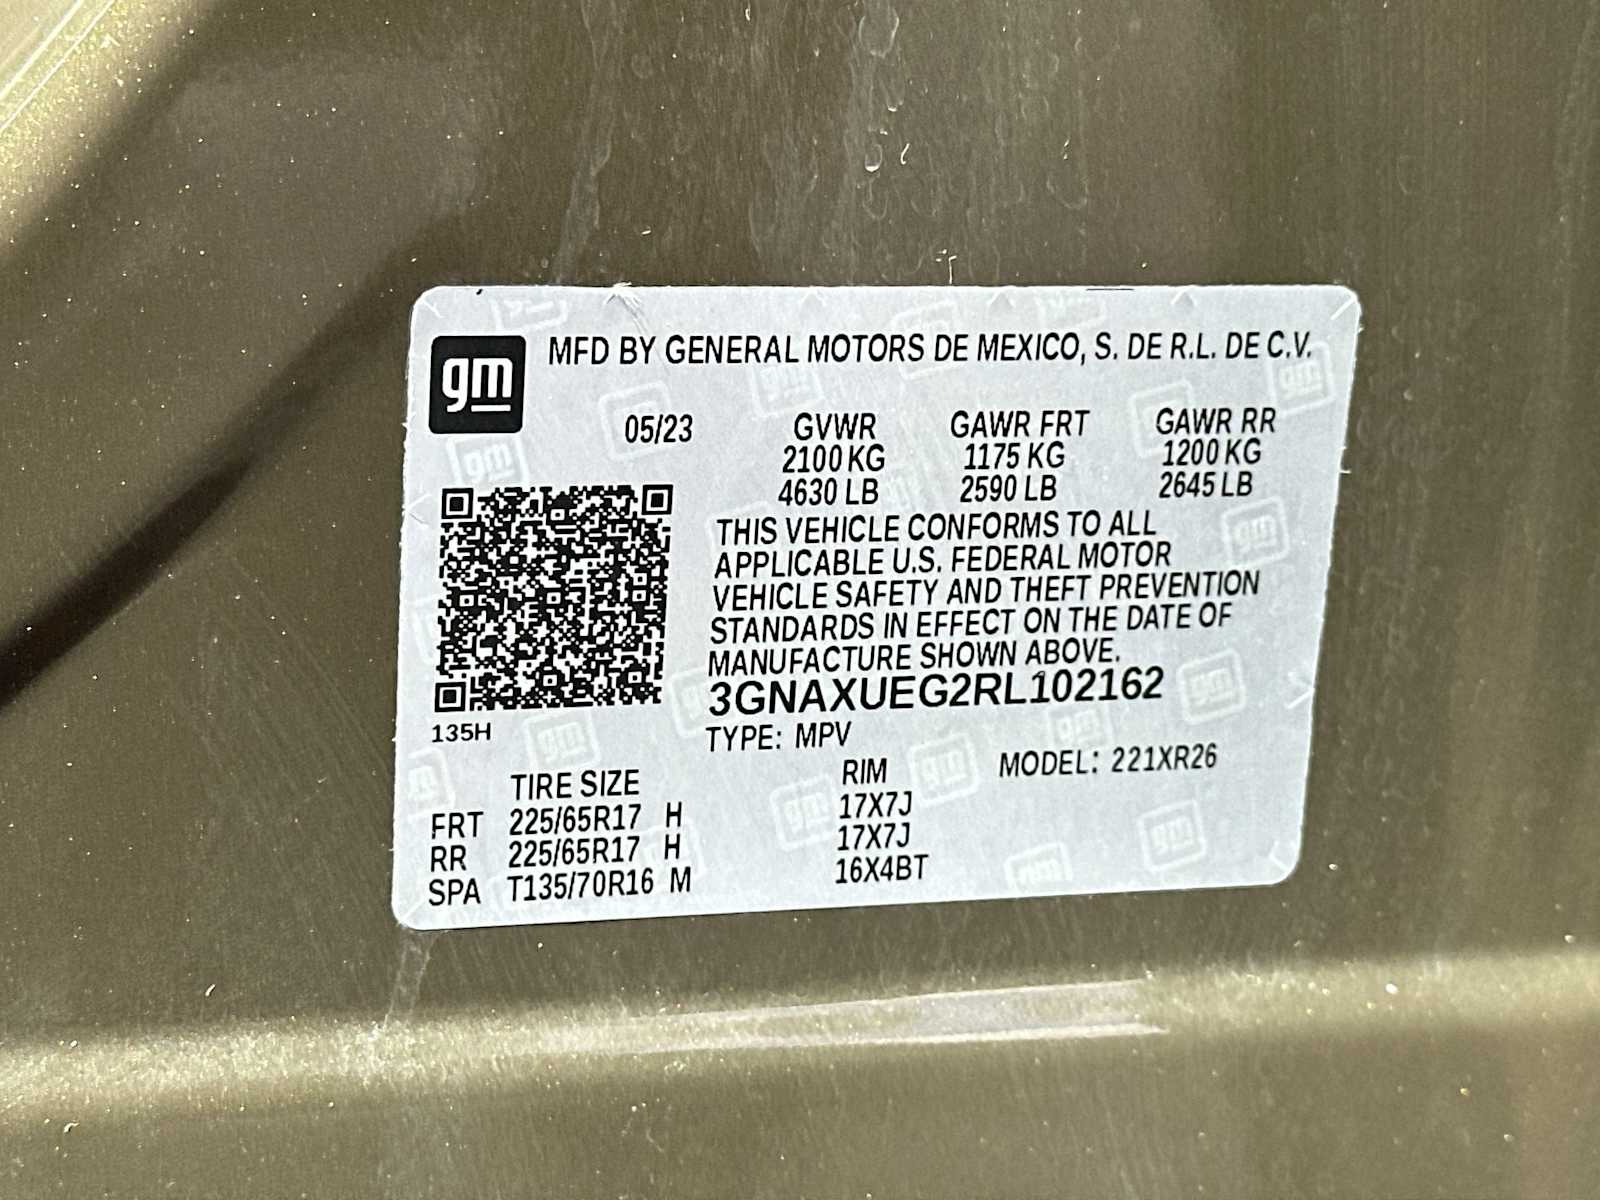 gm
MFD BY GENERAL MOTORS DE MEXICO, S. DE R.L. DE C.V.
05/23 GVWR GAWR FRT GAWR RR
2100 KG 1175 KG 1200 KG
4630 LB 2590 LB 2645 LB
THIS VEHICLE CONFORMS TO ALL
APPLICABLE U.S. FEDERAL MOTOR
VEHICLE SAFETY AND THEFT PREVENTION
STANDARDS IN EFFECT ON THE DATE OF
MANUFACTURE SHOWN ABOVE.
3GNAXUEG2RL102162
135H
TYPE: MPV
MODEL: 221XR26
TIRE SIZE RIM
FRT 225/65R17 H 17X7J
RR 225/65R17 H 17X7J
SPA T135/70R16 M 16X4BT